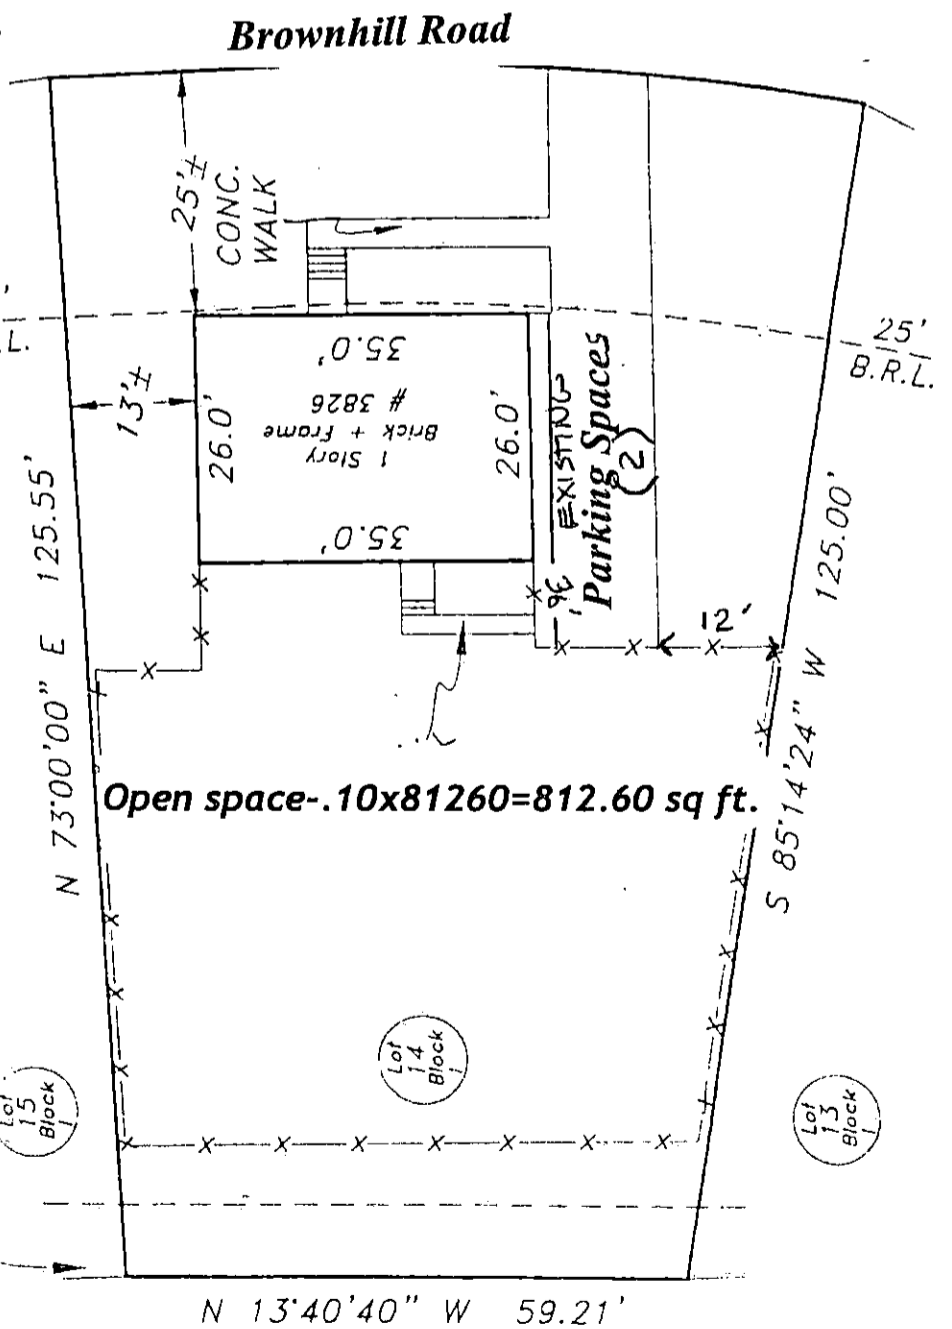 Brownhill Road
25'±
CONC.
WALK
25'
B.R.L.
L.
13'±
35.0'
# 3826
Brick + Frame
1 Story
35.0'
26.0'
26.0'
EXISTING
Parking Spaces
(2)
36'
12'
N 73°00'00" E 125.55'
S 85°14'24" W 125.00'
Open space-.10x81260=812.60 sq ft.
Lot
14
Block
1
Lot
15
Block
1
Lot
13
Block
1
N 13°40'40" W 59.21'